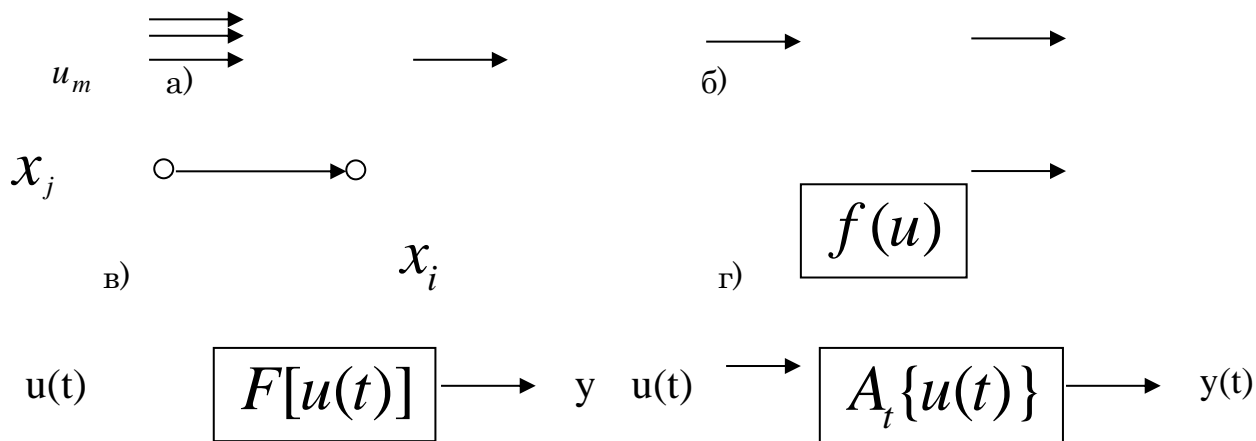 u_m а) б)
x_j
f(u)
x_i
в) г)
u(t) F[u(t)] y u(t) A_t{u(t)} y(t)